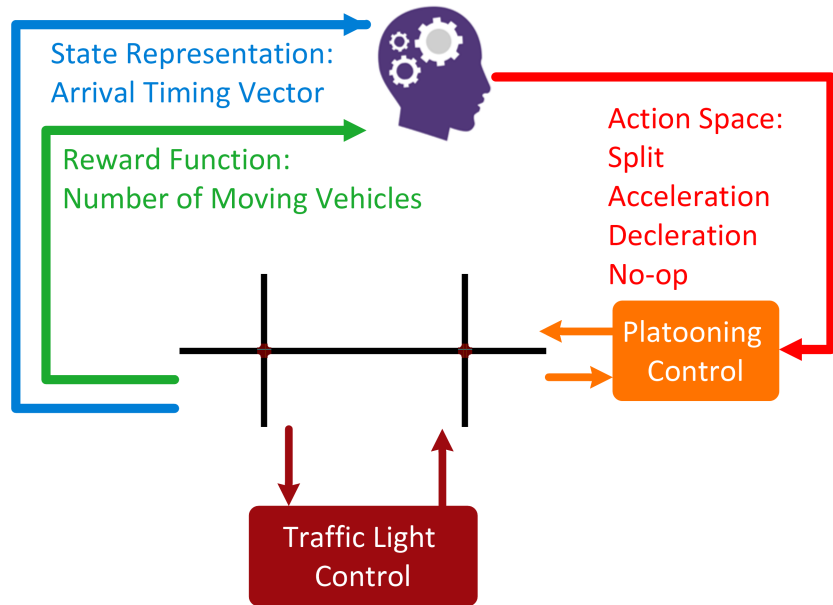 State Representation:
Arrival Timing Vector
Reward Function:
Number of Moving Vehicles
Action Space:
Split
Acceleration
Decleration
No-op
Platooning
Control
Traffic Light
Control